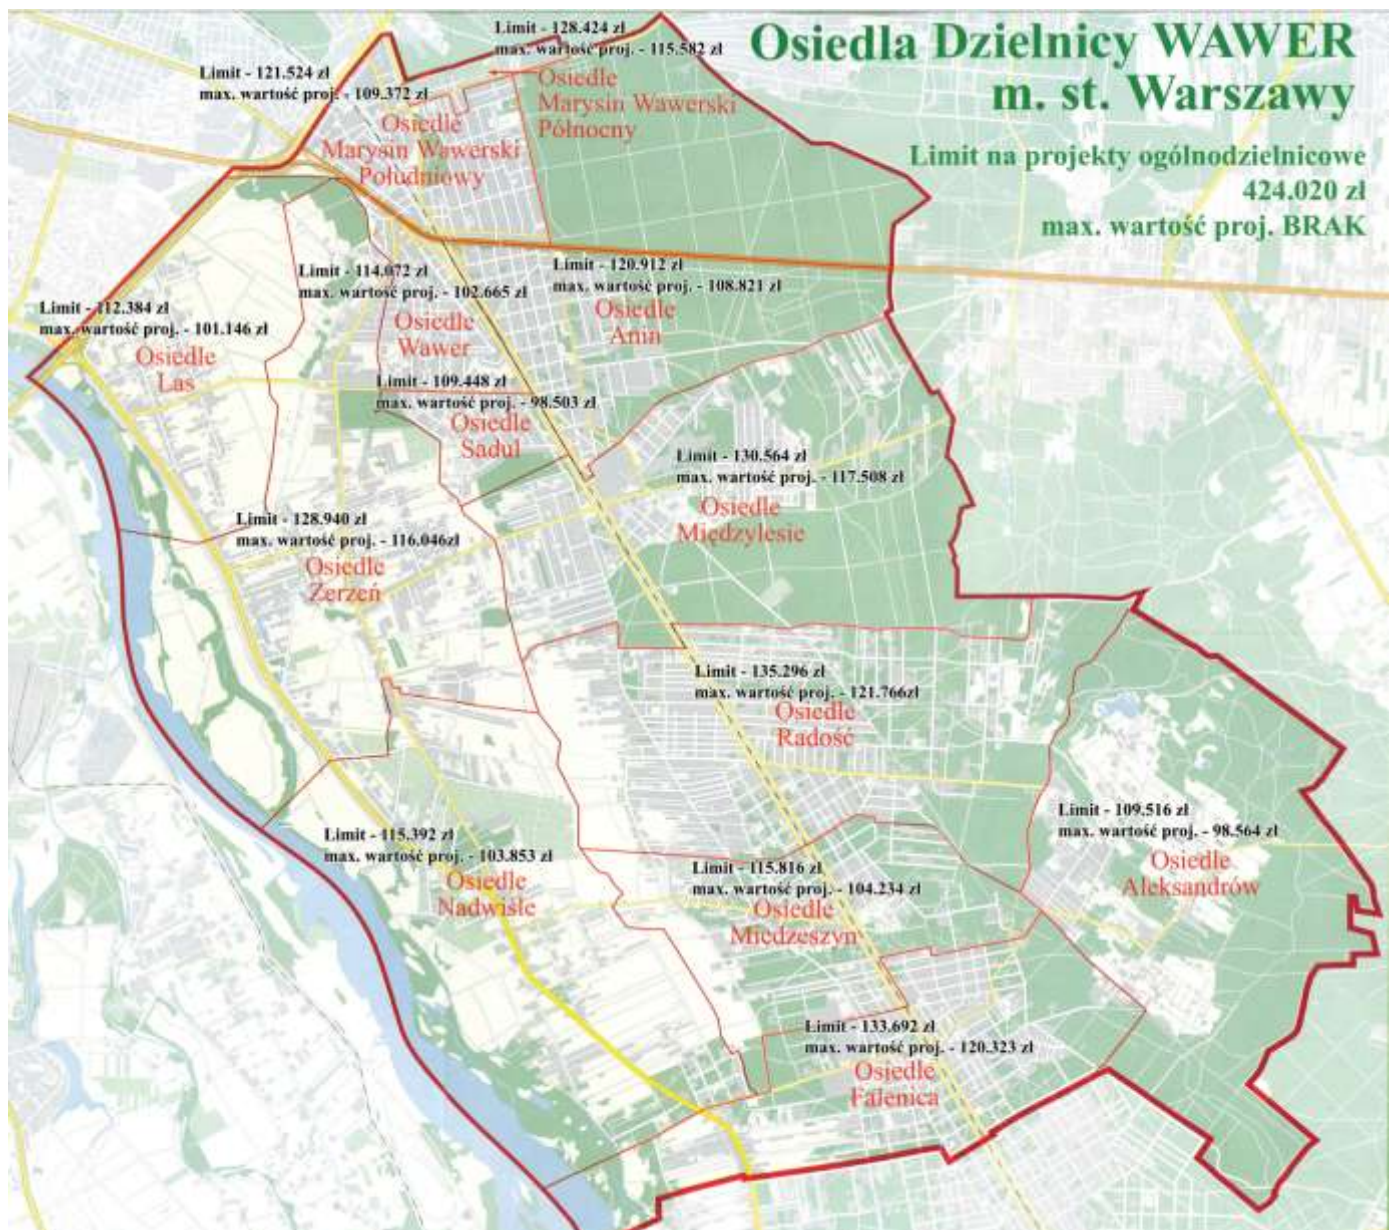 Osiedla Dzielnicy WAWER
m. st. Warszawy
Limit na projekty ogólnodzielnicowe
424.020 zł
max. wartość proj. BRAK
Limit - 128.424 zł
max. wartość proj. - 115.582 zł
Osiedle
Marysin Wawerski
Północny
Limit - 121.524 zł
max. wartość proj. - 109.372 zł
Osiedle
Marysin Wawerski
Południowy
Limit - 114.072 zł
max. wartość proj. - 102.665 zł
Osiedle
Wawer
Limit - 120.912 zł
max. wartość proj. - 108.821 zł
Osiedle
Anin
Limit - 112.384 zł
max. wartość proj. - 101.146 zł
Osiedle
Las
Limit - 109.448 zł
max. wartość proj. - 98.503 zł
Osiedle
Sadul
Limit - 130.564 zł
max. wartość proj. - 117.508 zł
Osiedle
Międzylesie
Limit - 128.940 zł
max. wartość proj. - 116.046zł
Osiedle
Zerzeń
Limit - 135.296 zł
max. wartość proj. - 121.766zł
Osiedle
Radość
Limit - 109.516 zł
max. wartość proj. - 98.564 zł
Osiedle
Aleksandrów
Limit - 115.392 zł
max. wartość proj. - 103.853 zł
Osiedle
Nadwiśle
Limit - 115.816 zł
max. wartość proj. - 104.234 zł
Osiedle
Miedzeszyn
Limit - 133.692 zł
max. wartość proj. - 120.323 zł
Osiedle
Falenica